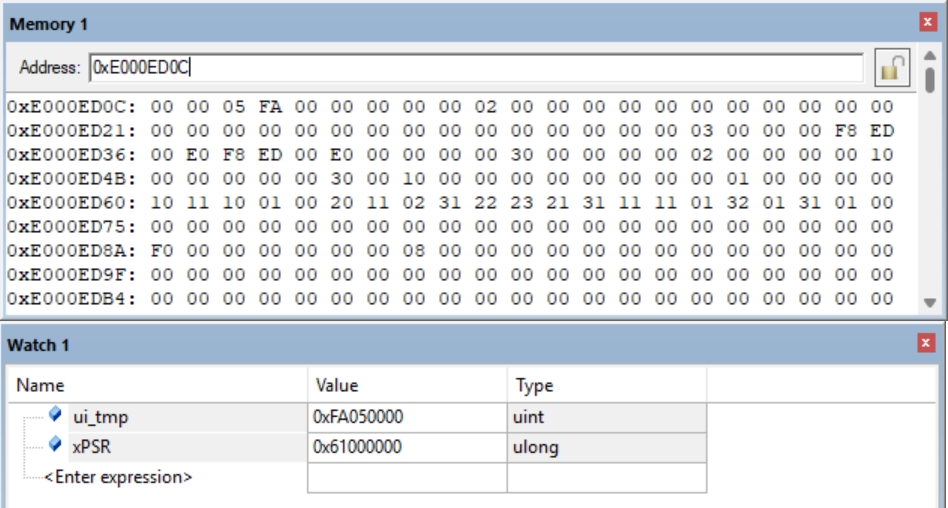 Memory 1
Address: 0xE000ED0C
0xE000ED0C: 00 00 05 FA 00 00 00 00 00 02 00 00 00 00 00 00 00 00 00 00 00
0xE000ED21: 00 00 00 00 00 00 00 00 00 00 00 00 00 00 00 03 00 00 00 F8 ED
0xE000ED36: 00 E0 F8 ED 00 E0 00 00 00 00 30 00 00 00 00 02 00 00 00 00 10
0xE000ED4B: 00 00 00 00 00 30 00 10 00 00 00 00 00 00 00 00 01 00 00 00 00
0xE000ED60: 10 11 10 01 00 20 11 02 31 22 23 21 31 11 11 01 32 01 31 01 00
0xE000ED75: 00 00 00 00 00 00 00 00 00 00 00 00 00 00 00 00 00 00 00 00 00
0xE000ED8A: F0 00 00 00 00 00 00 08 00 00 00 00 00 00 00 00 00 00 00 00 00
0xE000ED9F: 00 00 00 00 00 00 00 00 00 00 00 00 00 00 00 00 00 00 00 00 00
0xE000EDB4: 00 00 00 00 00 00 00 00 00 00 00 00 00 00 00 00 00 00 00 00 00
Watch 1
Name Value Type
ui_tmp 0xFA050000 uint
xPSR 0x61000000 ulong
<Enter expression>